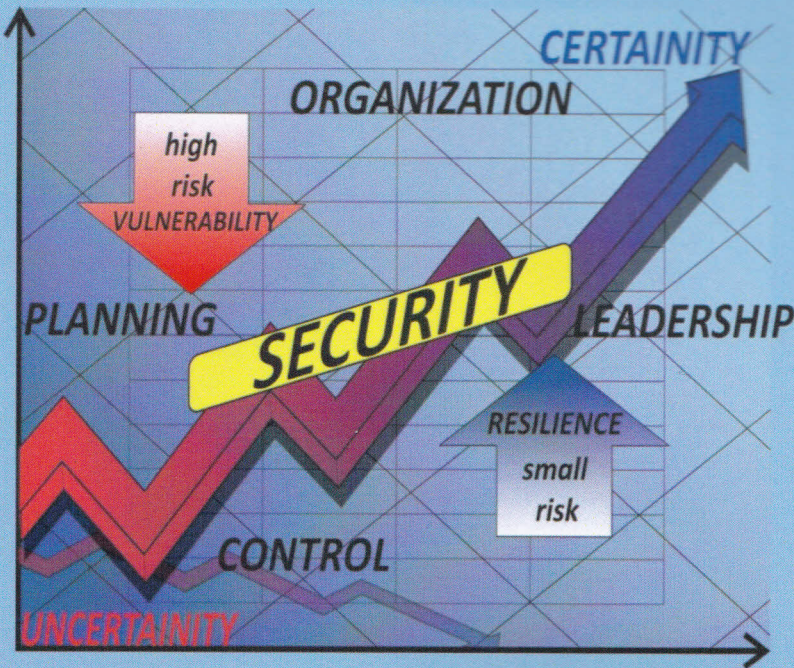 CERTAINITY
ORGANIZATION
high
risk
VULNERABILITY
PLANNING
SECURITY
LEADERSHIP
RESILIENCE
small
risk
CONTROL
UNCERTAINITY